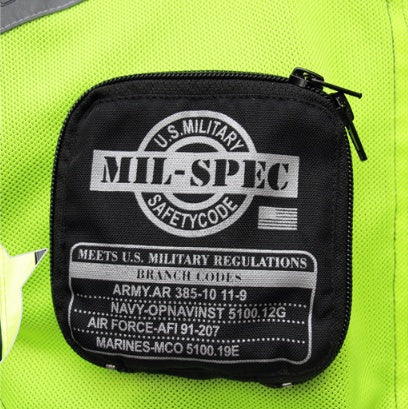 U.S.MILITARY
MIL-SPEC
SAFETYCODE
MEETS U.S. MILITARY REGULATIONS
BRANCH CODES
ARMY.AR 385-10 11-9
NAVY-OPNAVINST 5100.12G
AIR FORCE-AFI 91-207
MARINES-MCO 5100.19E